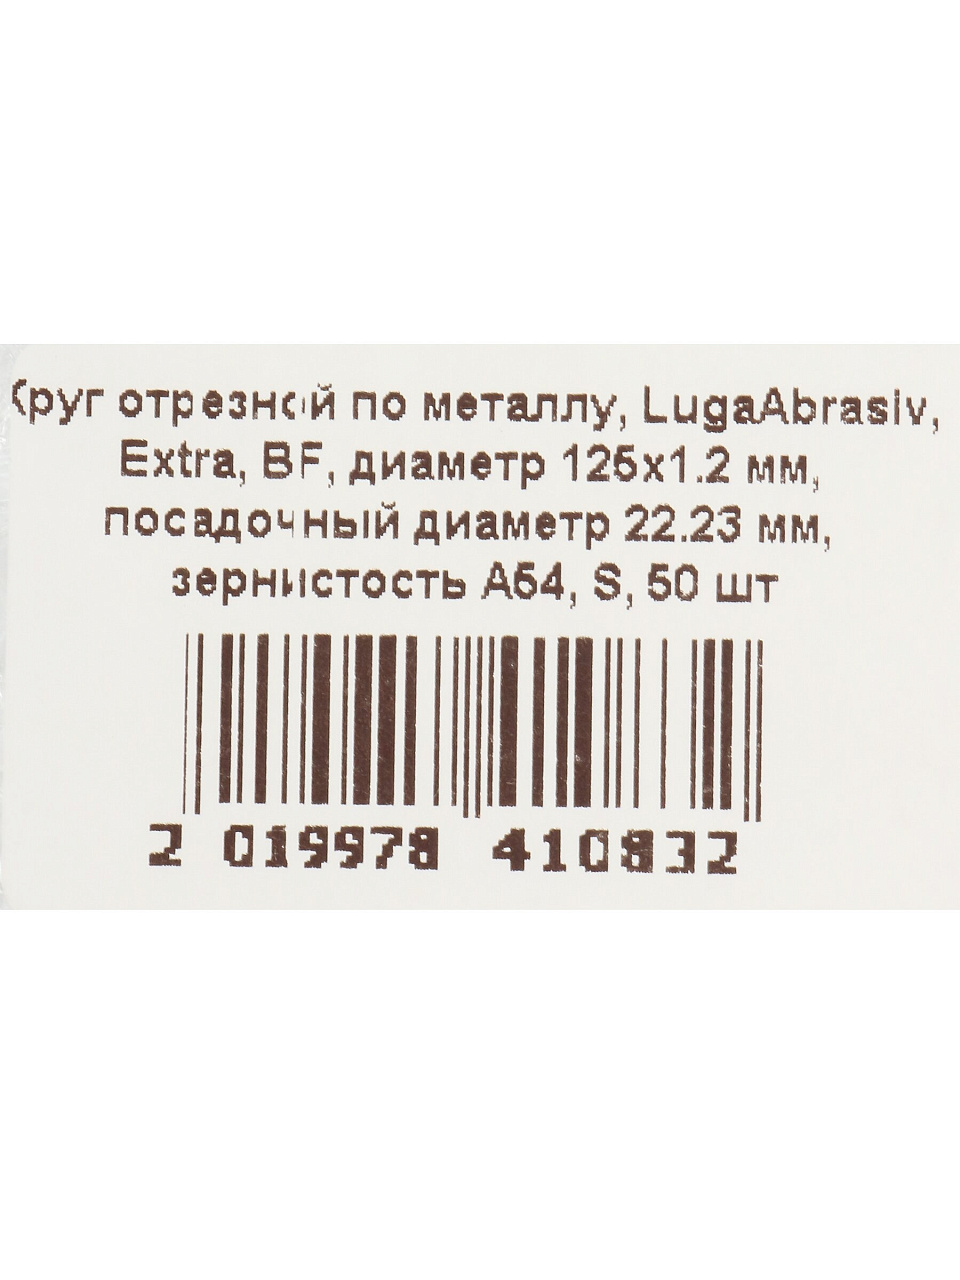 Круг отрезной по металлу, LugaAbrasiv,
Extra, BF, диаметр 125x1.2 мм,
посадочный диаметр 22.23 мм,
зернистость А54, S, 50 шт
2 019978 410832